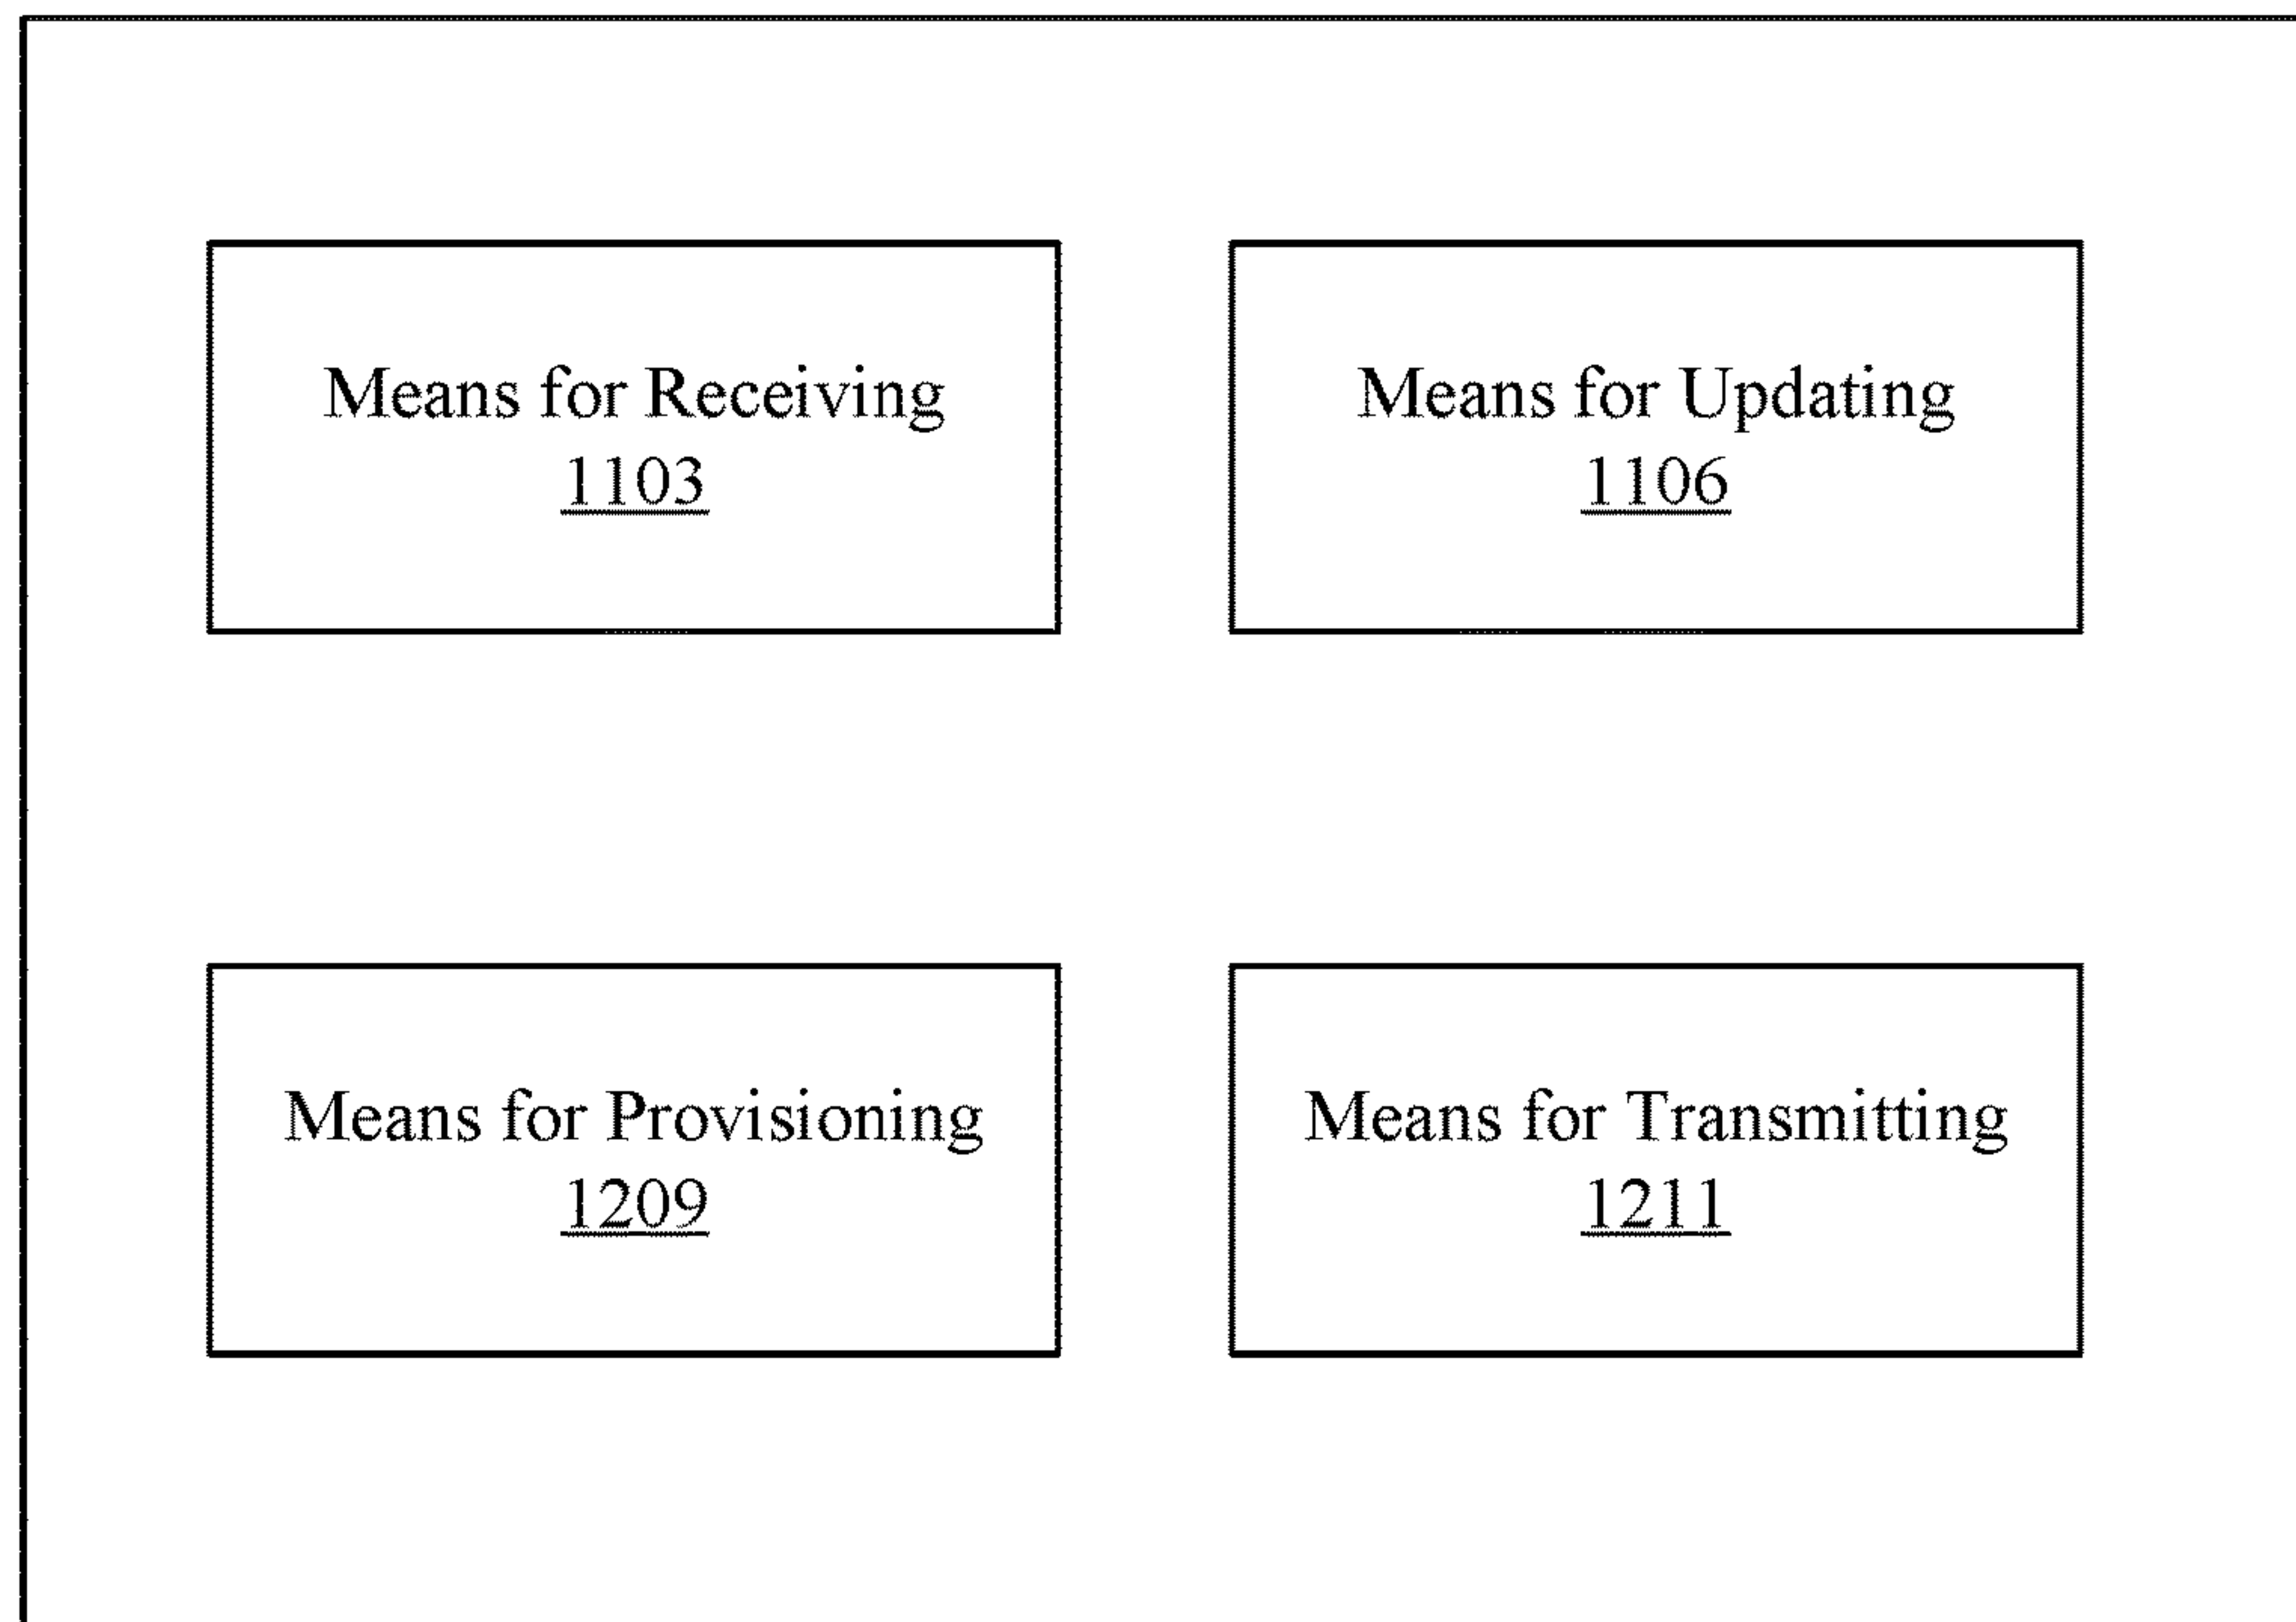 Means for Receiving
1103
Means for Updating
1106
Means for Provisioning
1209
Means for Transmitting
1211